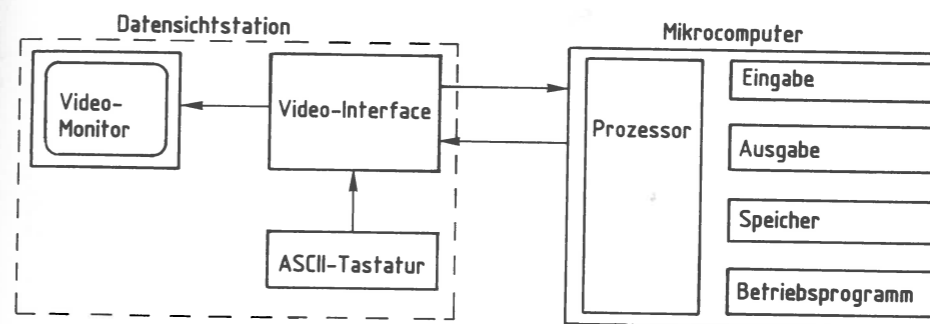 Datensichtstation
Mikrocomputer
Video-
Monitor
Video-Interface
ASCII-Tastatur
Prozessor
Eingabe
Ausgabe
Speicher
Betriebsprogramm